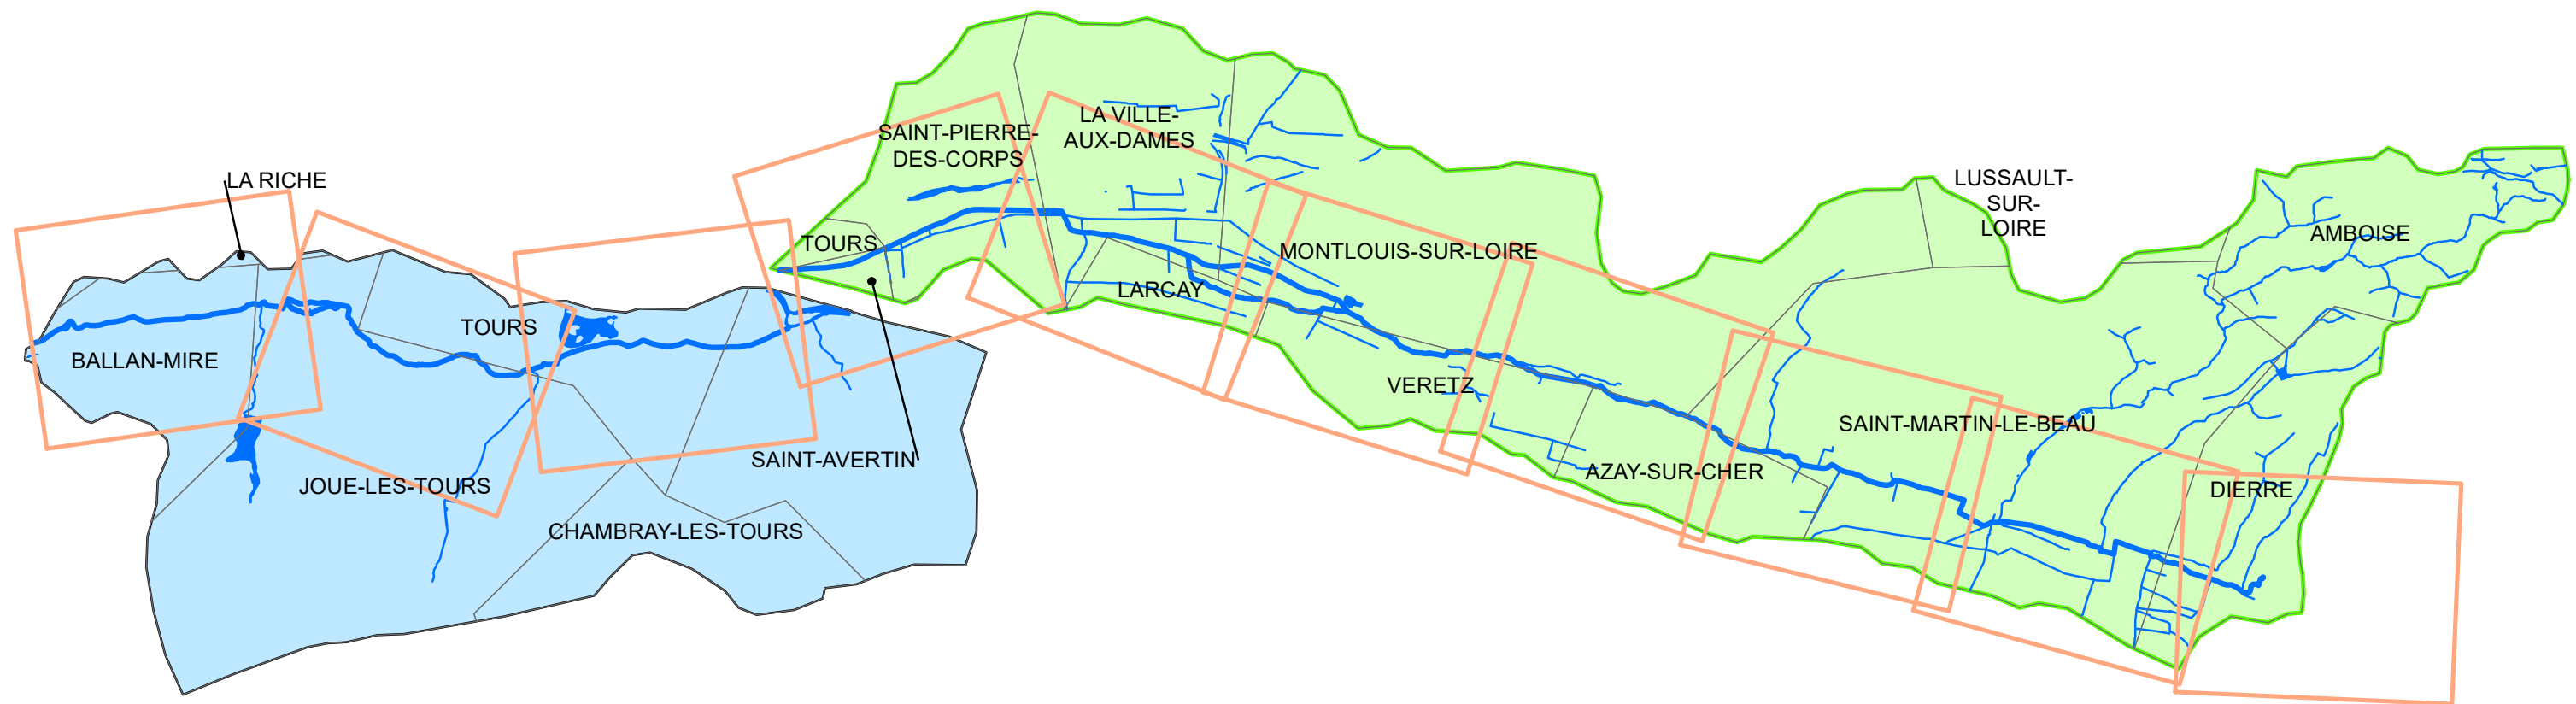 LA RICHE
BALLAN-MIRE
TOURS
JOUE-LES-TOURS
CHAMBRAY-LES-TOURS
SAINT-AVERTIN
TOURS
SAINT-PIERRE-
DES-CORPS
LA VILLE-
AUX-DAMES
LARCAY
MONTLOUIS-SUR-LOIRE
VERETZ
AZAY-SUR-CHER
LUSSAULT-
SUR-
LOIRE
SAINT-MARTIN-LE-BEAU
AMBOISE
DIERRE